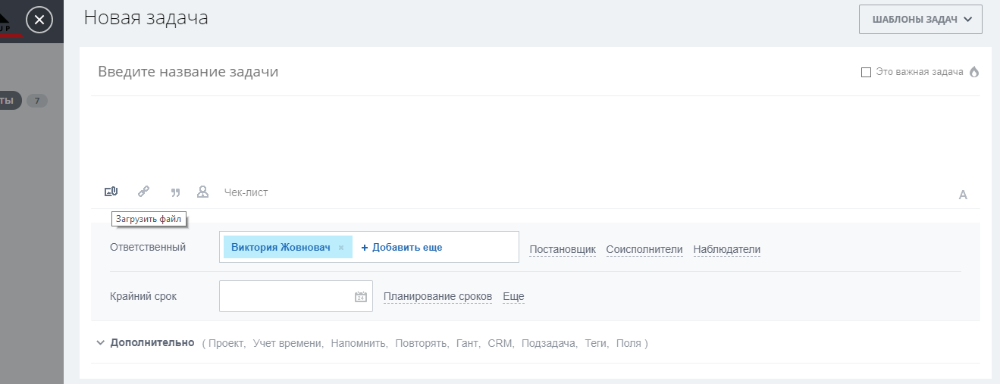 Новая задача
ШАБЛОНЫ ЗАДАЧ
UP
Введите название задачи
Это важная задача
ТЫ 7
Чек-лист
A
Загрузить файл
Ответственный
Виктория Жовновач × + Добавить еще
Постановщик Соисполнители Наблюдатели
Крайний срок
24
Планирование сроков Еще
Дополнительно ( Проект, Учет времени, Напомнить, Повторять, Гант, CRM, Подзадача, Теги, Поля )